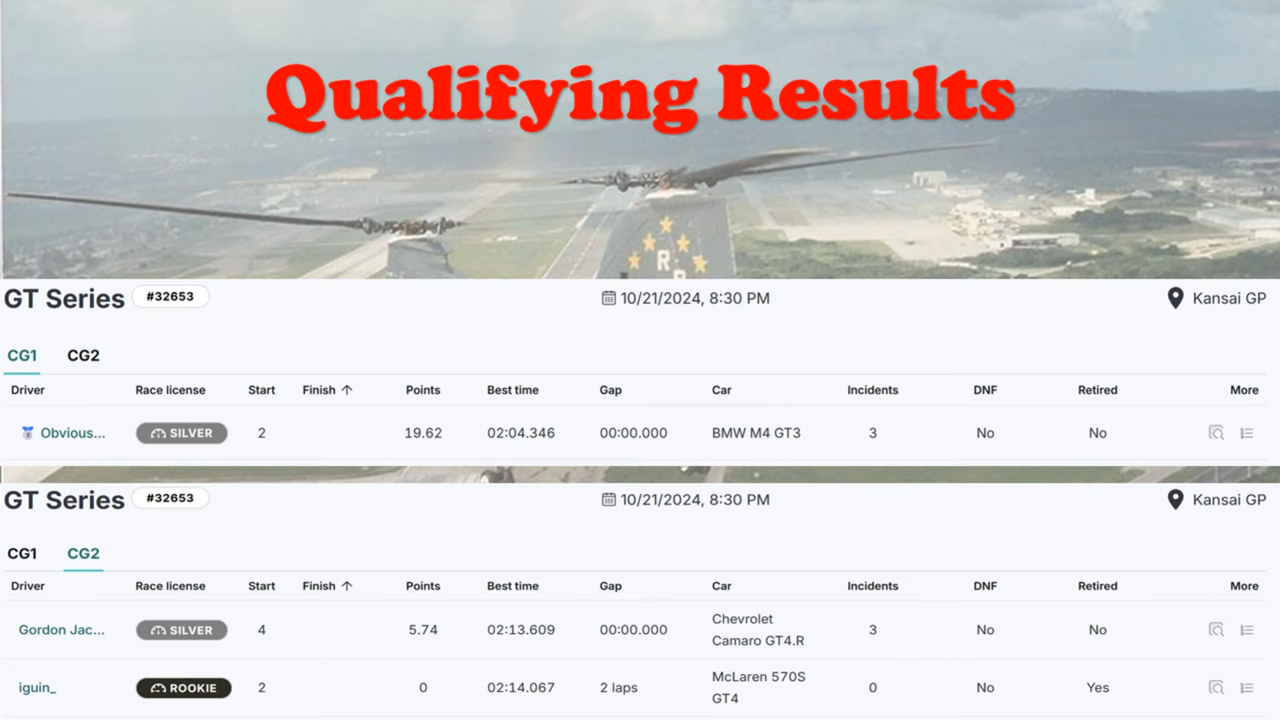 Qualifying Results
R-
GT Series #32653 10/21/2024, 8:30 PM Kansai GP
CG1 CG2
Driver Race license Start Finish ↑ Points Best time Gap Car Incidents DNF Retired More
Obvious... SILVER 2 19.62 02:04.346 00:00.000 BMW M4 GT3 3 No No
GT Series #32653 10/21/2024, 8:30 PM Kansai GP
CG1 CG2
Driver Race license Start Finish ↑ Points Best time Gap Car Incidents DNF Retired More
Gordon Jac... SILVER 4 5.74 02:13.609 00:00.000 Chevrolet Camaro GT4.R 3 No No
iguin_ ROOKIE 2 0 02:14.067 2 laps McLaren 570S GT4 0 No Yes